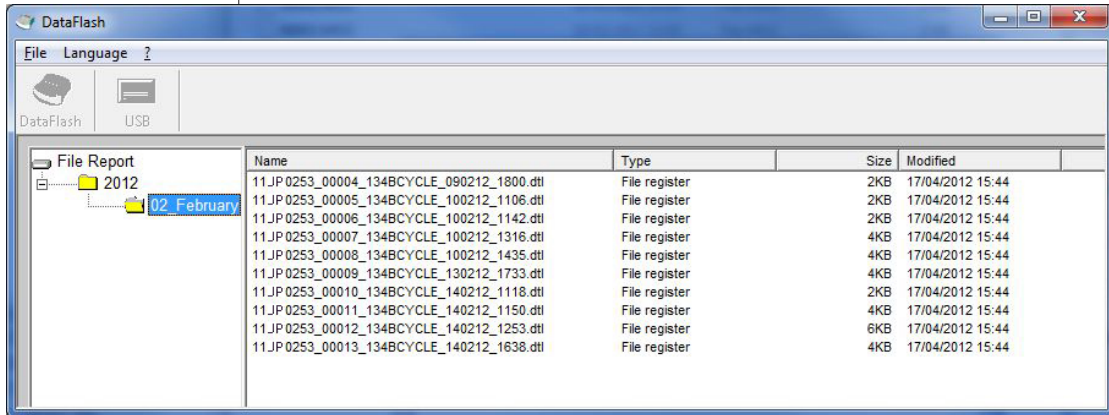 DataFlash
File Language ?
DataFlash USB
File Report
2012
02_February
Name Type Size Modified
11JP0253_00004_134BCYCLE_090212_1800.dtl File register 2KB 17/04/2012 15:44
11JP0253_00005_134BCYCLE_100212_1106.dtl File register 2KB 17/04/2012 15:44
11JP0253_00006_134BCYCLE_100212_1142.dtl File register 2KB 17/04/2012 15:44
11JP0253_00007_134BCYCLE_100212_1316.dtl File register 4KB 17/04/2012 15:44
11JP0253_00008_134BCYCLE_100212_1435.dtl File register 4KB 17/04/2012 15:44
11JP0253_00009_134BCYCLE_130212_1733.dtl File register 4KB 17/04/2012 15:44
11JP0253_00010_134BCYCLE_140212_1118.dtl File register 2KB 17/04/2012 15:44
11JP0253_00011_134BCYCLE_140212_1150.dtl File register 4KB 17/04/2012 15:44
11JP0253_00012_134BCYCLE_140212_1253.dtl File register 6KB 17/04/2012 15:44
11JP0253_00013_134BCYCLE_140212_1638.dtl File register 4KB 17/04/2012 15:44